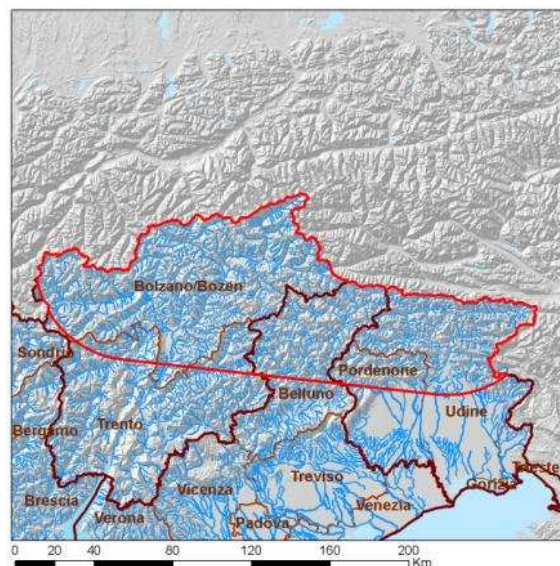 Bolzano/Bozen
Sondrio
Pordenone
Belluno
Udine
Bergamo
Trento
Treviso
Gorizia
Trieste
Vicenza
Brescia
Venezia
Verona
Padova
0 20 40 80 120 160 200
Km